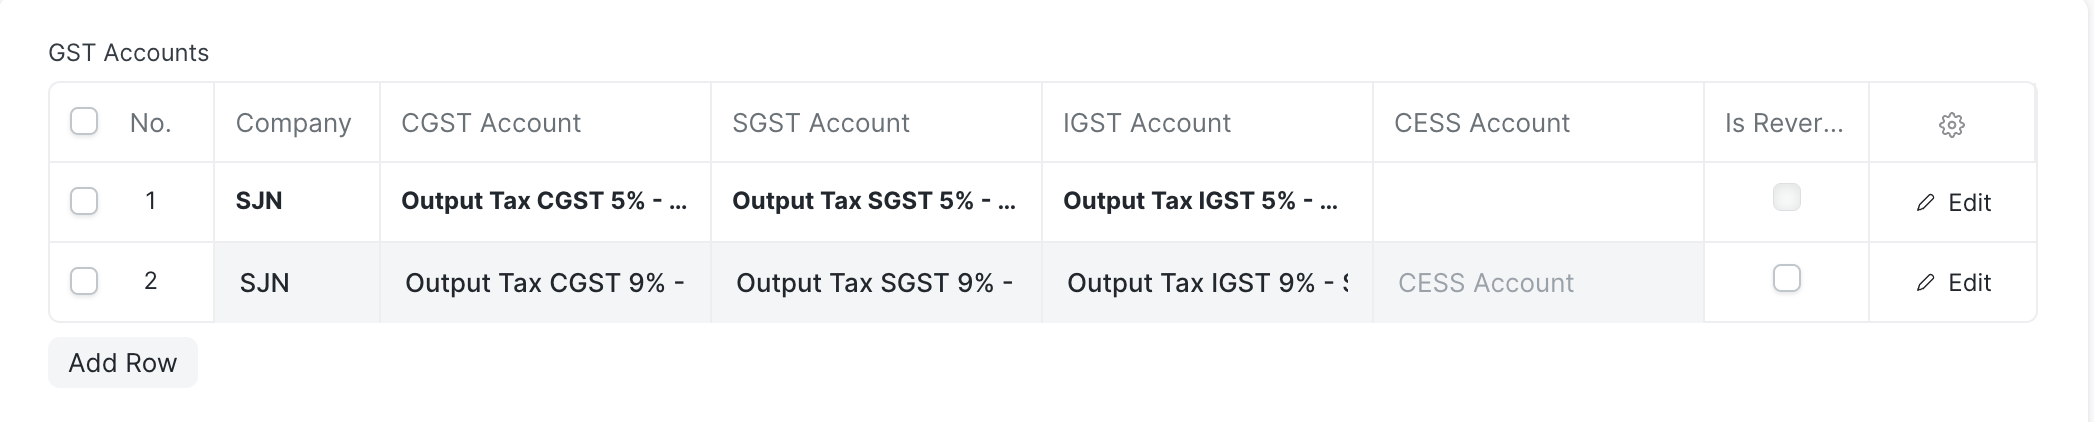 GST Accounts
No. Company CGST Account SGST Account IGST Account CESS Account Is Rever...
1 SJN Output Tax CGST 5% - ... Output Tax SGST 5% - ... Output Tax IGST 5% - ... Edit
2 SJN Output Tax CGST 9% - Output Tax SGST 9% - Output Tax IGST 9% - CESS Account Edit
Add Row